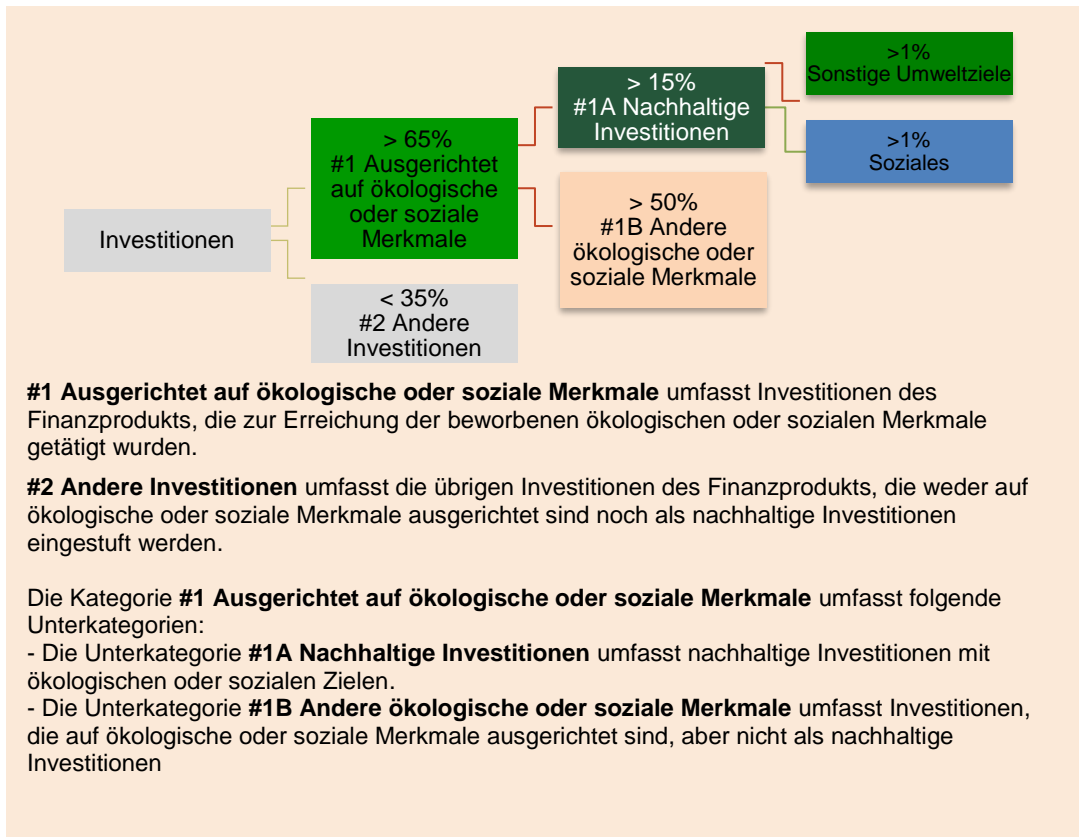 >1%
Sonstige Umweltziele
> 15%
#1A Nachhaltige
Investitionen
> 65%
#1 Ausgerichtet
auf ökologische
oder soziale
Merkmale
>1%
Soziales
> 50%
#1B Andere
ökologische oder
soziale Merkmale
Investitionen
< 35%
#2 Andere
Investitionen
#1 Ausgerichtet auf ökologische oder soziale Merkmale umfasst Investitionen des
Finanzprodukts, die zur Erreichung der beworbenen ökologischen oder sozialen Merkmale
getätigt wurden.
#2 Andere Investitionen umfasst die übrigen Investitionen des Finanzprodukts, die weder auf
ökologische oder soziale Merkmale ausgerichtet sind noch als nachhaltige Investitionen
eingestuft werden.
Die Kategorie #1 Ausgerichtet auf ökologische oder soziale Merkmale umfasst folgende
Unterkategorien:
- Die Unterkategorie #1A Nachhaltige Investitionen umfasst nachhaltige Investitionen mit
ökologischen oder sozialen Zielen.
- Die Unterkategorie #1B Andere ökologische oder soziale Merkmale umfasst Investitionen,
die auf ökologische oder soziale Merkmale ausgerichtet sind, aber nicht als nachhaltige
Investitionen